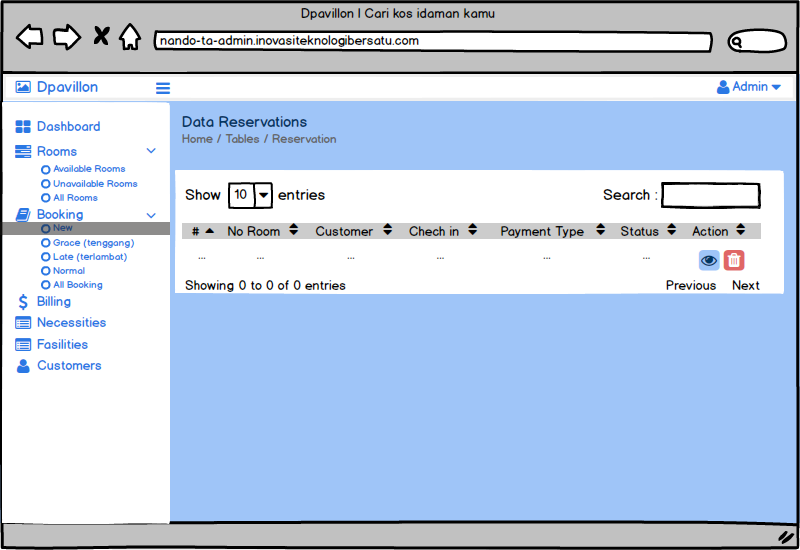 Dpavillon | Cari kos idaman kamu
nando-ta-admin.inovasiteknologibersatu.com
Dpavillon
Admin
Dashboard
Rooms
Available Rooms
Unavailable Rooms
All Rooms
Booking
New
Grace (tenggang)
Late (terlambat)
Normal
All Booking
Billing
Necessities
Fasilities
Customers
Data Reservations
Home / Tables / Reservation
Show 10 entries Search :
# No Room Customer Chech in Payment Type Status Action
... ... ... ... ... ...
Showing 0 to 0 of 0 entries Previous Next